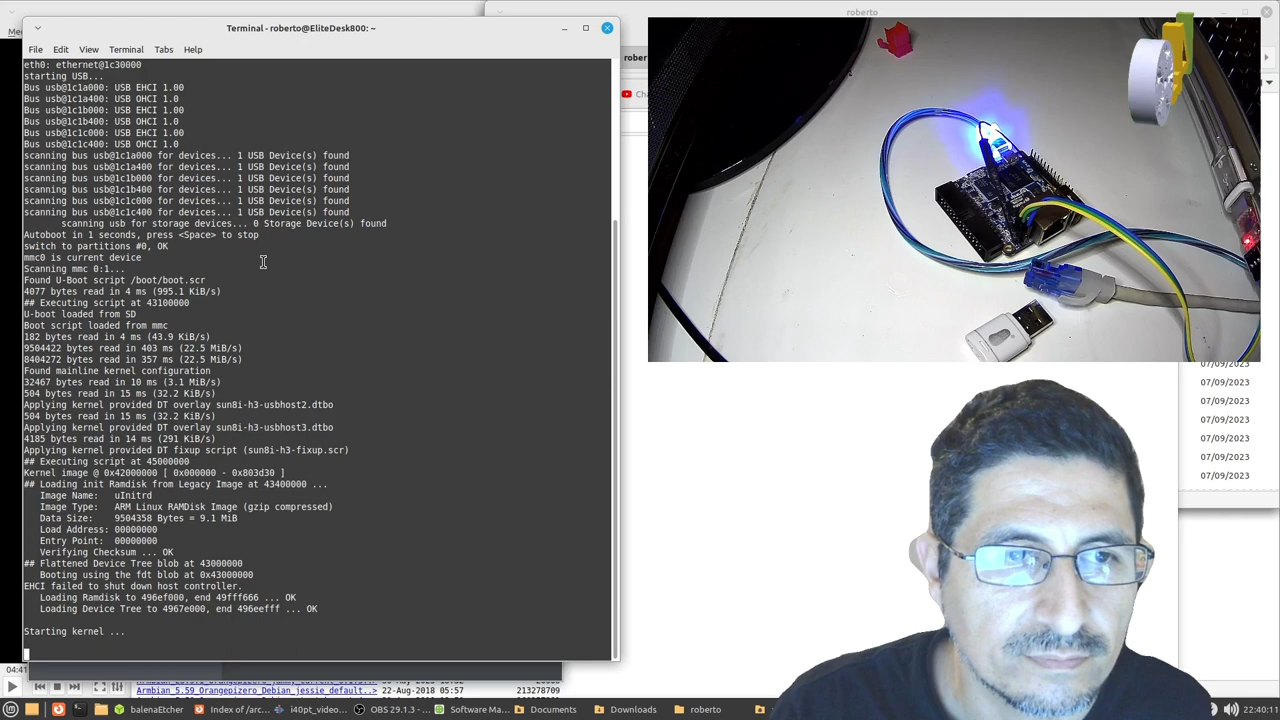 Terminal - roberto@EliteDesk800: ~
File Edit View Terminal Tabs Help
eth0: ethernet@1c30000
starting USB...
Bus usb@1c1a000: USB EHCI 1.00
Bus usb@1c1a400: USB OHCI 1.0
Bus usb@1c1b000: USB EHCI 1.00
Bus usb@1c1b400: USB OHCI 1.0
Bus usb@1c1c000: USB EHCI 1.00
Bus usb@1c1c400: USB OHCI 1.0
scanning bus usb@1c1a000 for devices... 1 USB Device(s) found
scanning bus usb@1c1a400 for devices... 1 USB Device(s) found
scanning bus usb@1c1b000 for devices... 1 USB Device(s) found
scanning bus usb@1c1b400 for devices... 1 USB Device(s) found
scanning bus usb@1c1c000 for devices... 1 USB Device(s) found
scanning bus usb@1c1c400 for devices... 1 USB Device(s) found
scanning usb for storage devices... 0 Storage Device(s) found
Autoboot in 1 seconds, press <Space> to stop
switch to partitions #0, OK
mmc0 is current device
Scanning mmc 0:1...
Found U-Boot script /boot/boot.scr
4077 bytes read in 4 ms (995.1 KiB/s)
## Executing script at 43100000
U-boot loaded from SD
Boot script loaded from mmc
182 bytes read in 4 ms (43.9 KiB/s)
9504422 bytes read in 403 ms (22.5 MiB/s)
8404272 bytes read in 357 ms (22.5 MiB/s)
Found mainline kernel configuration
32467 bytes read in 10 ms (3.1 MiB/s)
504 bytes read in 15 ms (32.2 KiB/s)
Applying kernel provided DT overlay sun8i-h3-usbhost2.dtbo
504 bytes read in 15 ms (32.2 KiB/s)
Applying kernel provided DT overlay sun8i-h3-usbhost3.dtbo
4185 bytes read in 14 ms (291 KiB/s)
Applying kernel provided DT fixup script (sun8i-h3-fixup.scr)
## Executing script at 45000000
Kernel image @ 0x42000000 [ 0x000000 - 0x803d30 ]
## Loading init Ramdisk from Legacy Image at 43400000 ...
Image Name: uInitrd
Image Type: ARM Linux RAMDisk Image (gzip compressed)
Data Size: 9504358 Bytes = 9.1 MiB
Load Address: 00000000
Entry Point: 00000000
Verifying Checksum ... OK
## Flattened Device Tree blob at 43000000
Booting using the fdt blob at 0x43000000
EHCI failed to shut down host controller.
Loading Ramdisk to 496ef000, end 49fff666 ... OK
Loading Device Tree to 4967e000, end 496eefff ... OK
Starting kernel ...
roberto
rober
07/09/2023
07/09/2023
07/09/2023
07/09/2023
07/09/2023
07/09/2023
07/09/2023
04:41
Armbian_5.59_Orangepizero_Debian_jessie_default..> 22-Aug-2018 05:57 213278709
balenaEtcher
Index of /arc...
i40pt_video...
OBS 29.1.3 - ...
Software Ma...
Documents
Downloads
roberto
22:40:11